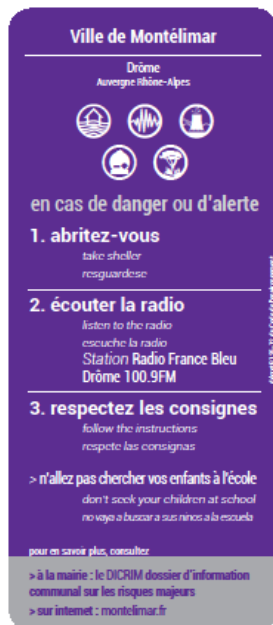 Ville de Montélimar
Drôme
Auvergne Rhône-Alpes
en cas de danger ou d'alerte
1. abritez-vous
take shelter
resguardese
2. écouter la radio
listen to the radio
escuche la radio
Station Radio France Bleu
Drôme 100.9FM
3. respectez les consignes
follow the instructions
respete las consignas
> n'allez pas chercher vos enfants à l'école
don't seek your children at school
no vaya a buscar a sus ninos a la escuela
pour en savoir plus, consultez
> à la mairie : le DICRIM dossier d'information
communal sur les risques majeurs
> sur internet : montelimar.fr